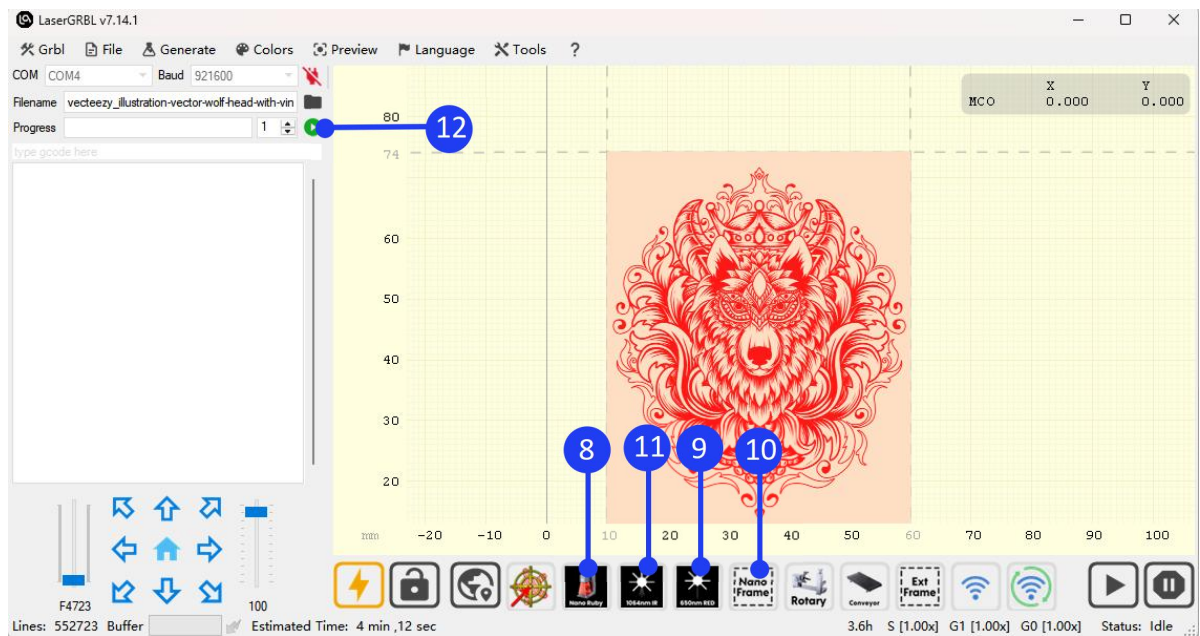 LaserGRBL v7.14.1
Grbl File Generate Colors Preview Language Tools ?
COM COM4 Baud 921600
Filename vecteezy_illustration-vector-wolf-head-with-vin
Progress 1
type gcode here
X Y
MCO 0.000 0.000
12
80
74
60
50
40
30
20
8 11 9 10
mm -20 -10 0 10 20 30 40 50 60 70 80 90 100
Nano Ruby
1064nm IR
650nm RED
Nano Frame
Rotary
Conveyor
Ext Frame
F4723 100
Lines: 552723 Buffer Estimated Time: 4 min ,12 sec 3.6h S [1.00x] G1 [1.00x] G0 [1.00x] Status: Idle